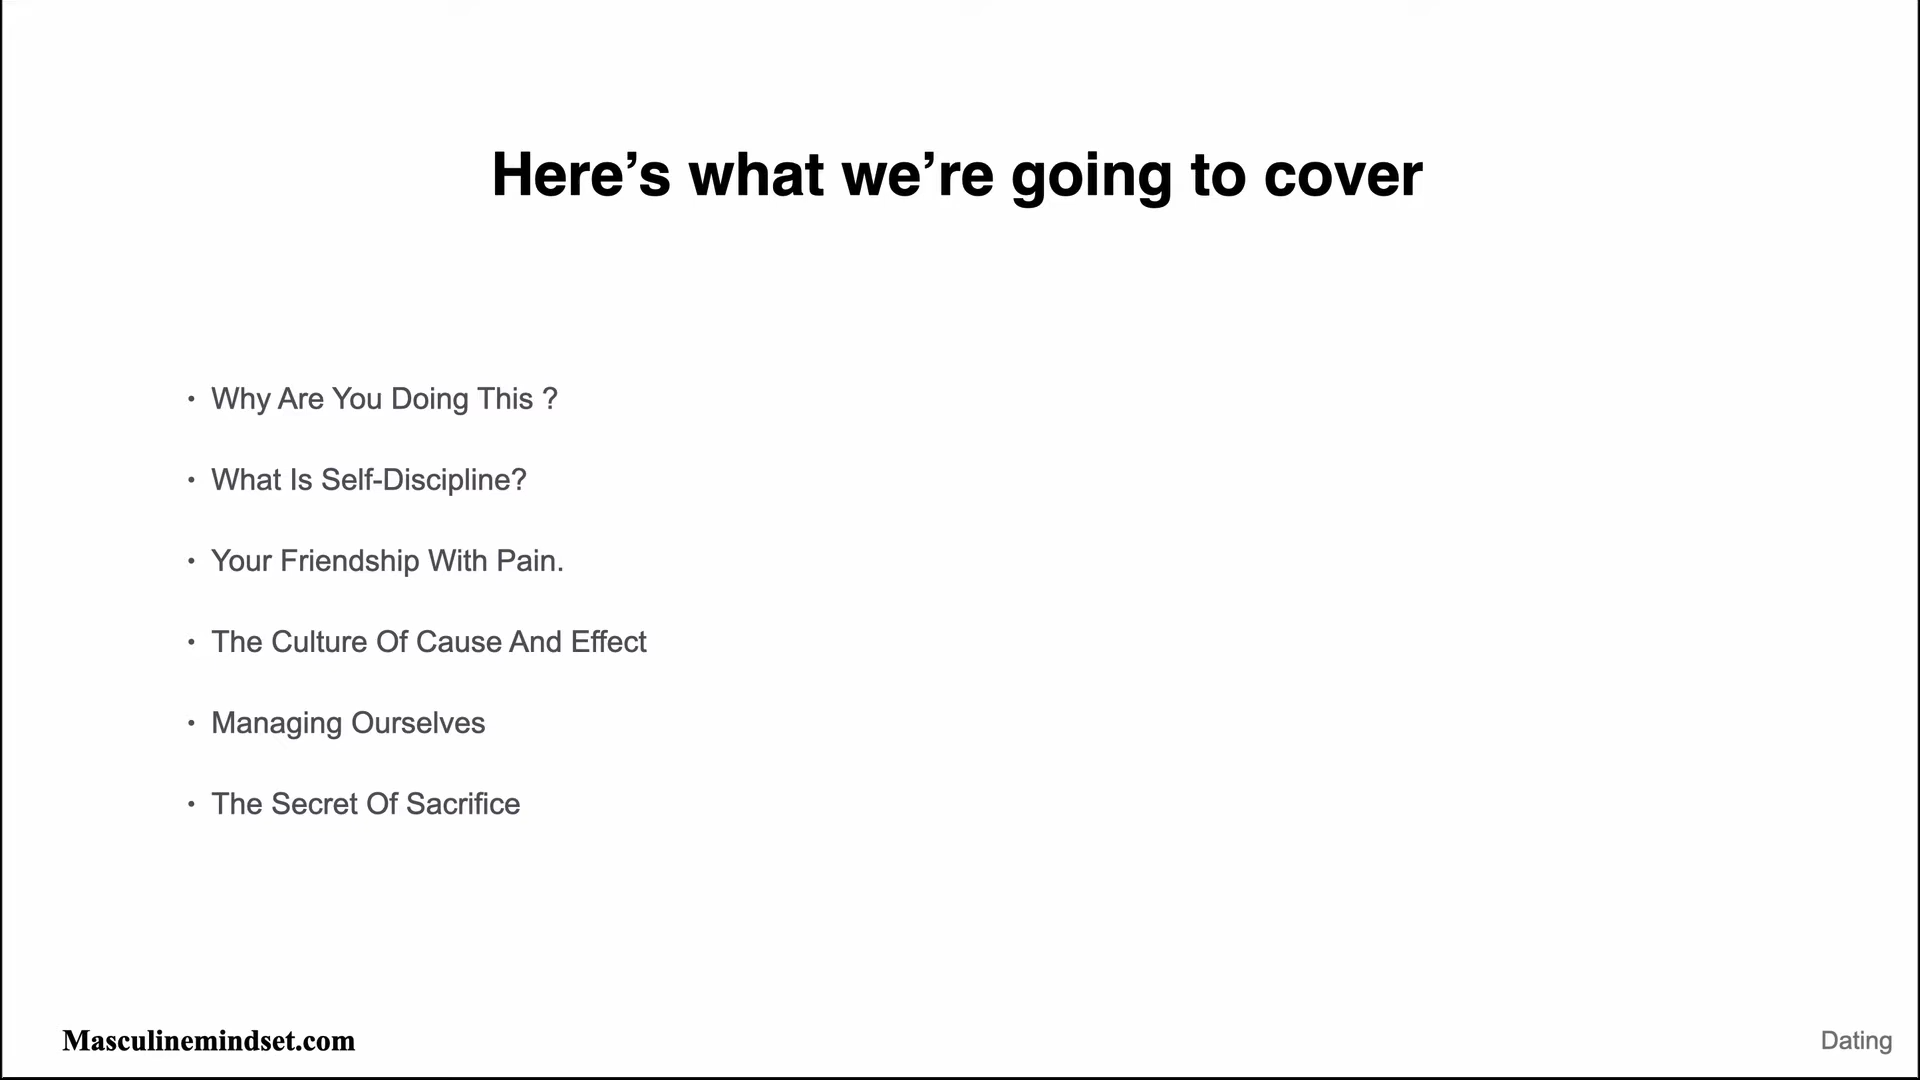 Here’s what we’re going to cover
• Why Are You Doing This ?
• What Is Self-Discipline?
• Your Friendship With Pain.
• The Culture Of Cause And Effect
• Managing Ourselves
• The Secret Of Sacrifice
Masculinemindset.com
Dating